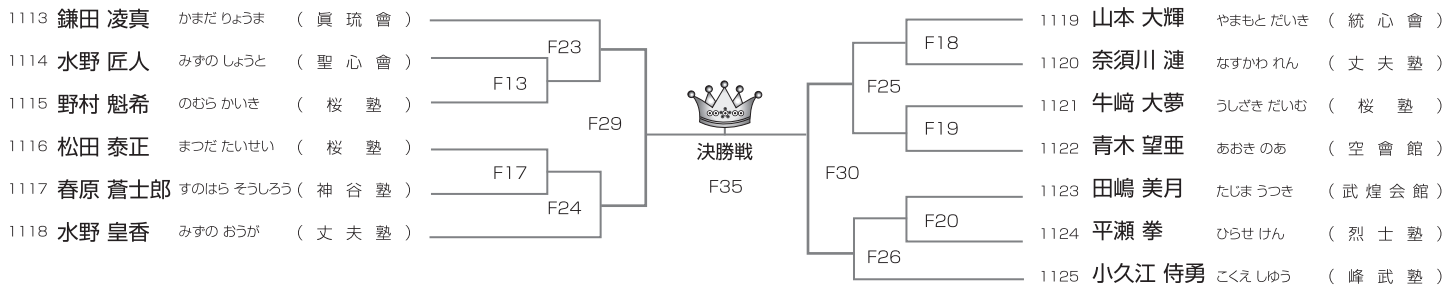 1113 鎌田 凌真 かまだ りょうま ( 眞 琉 會 )
1114 水野 匠人 みずの しょうと ( 聖 心 會 )
1115 野村 魁希 のむら かいき ( 桜 塾 )
1116 松田 泰正 まつだ たいせい ( 桜 塾 )
1117 春原 蒼士郎 すのはら そうしろう ( 神 谷 塾 )
1118 水野 皇香 みずの おうが ( 丈 夫 塾 )
F23
F13
F29
F17
F24
決勝戦
F35
F18
F25
F19
F30
F20
F26
1119 山本 大輝 やまもと だいき ( 統 心 會 )
1120 奈須川 漣 なすかわ れん ( 丈 夫 塾 )
1121 牛﨑 大夢 うしざき だいむ ( 桜 塾 )
1122 青木 望亜 あおき のあ ( 空 會 館 )
1123 田嶋 美月 たじま うつき ( 武 煌 会 館 )
1124 平瀬 拳 ひらせ けん ( 烈 士 塾 )
1125 小久江 侍勇 こくえ しゆう ( 峰 武 塾 )